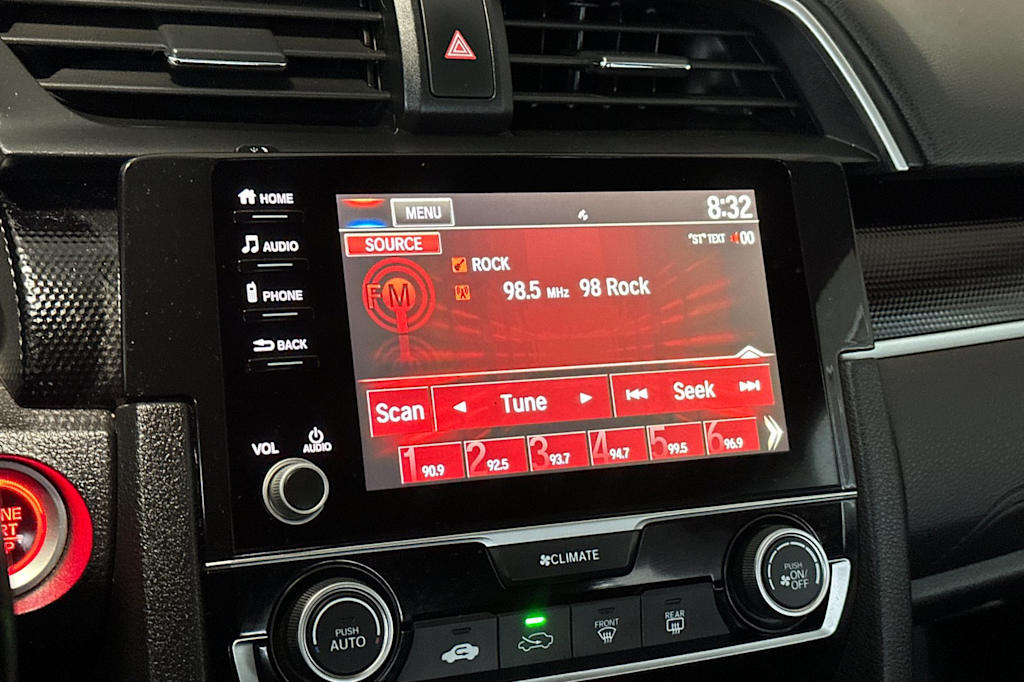 HOME
AUDIO
PHONE
BACK
VOL
AUDIO
MENU
8:32
SOURCE
"ST" TEXT
00
FM
ROCK
98.5 MHz 98 Rock
Scan
Tune
Seek
1 90.9
2 92.5
3 93.7
4 94.7
5 99.5
6 96.9
CLIMATE
PUSH
AUTO
FRONT
REAR
PUSH
ON/
OFF